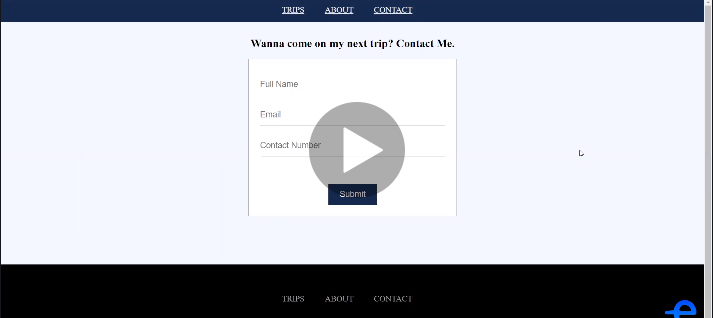 TRIPS ABOUT CONTACT
Wanna come on my next trip? Contact Me.
Full Name
Email
Contact Number
Submit
TRIPS ABOUT CONTACT